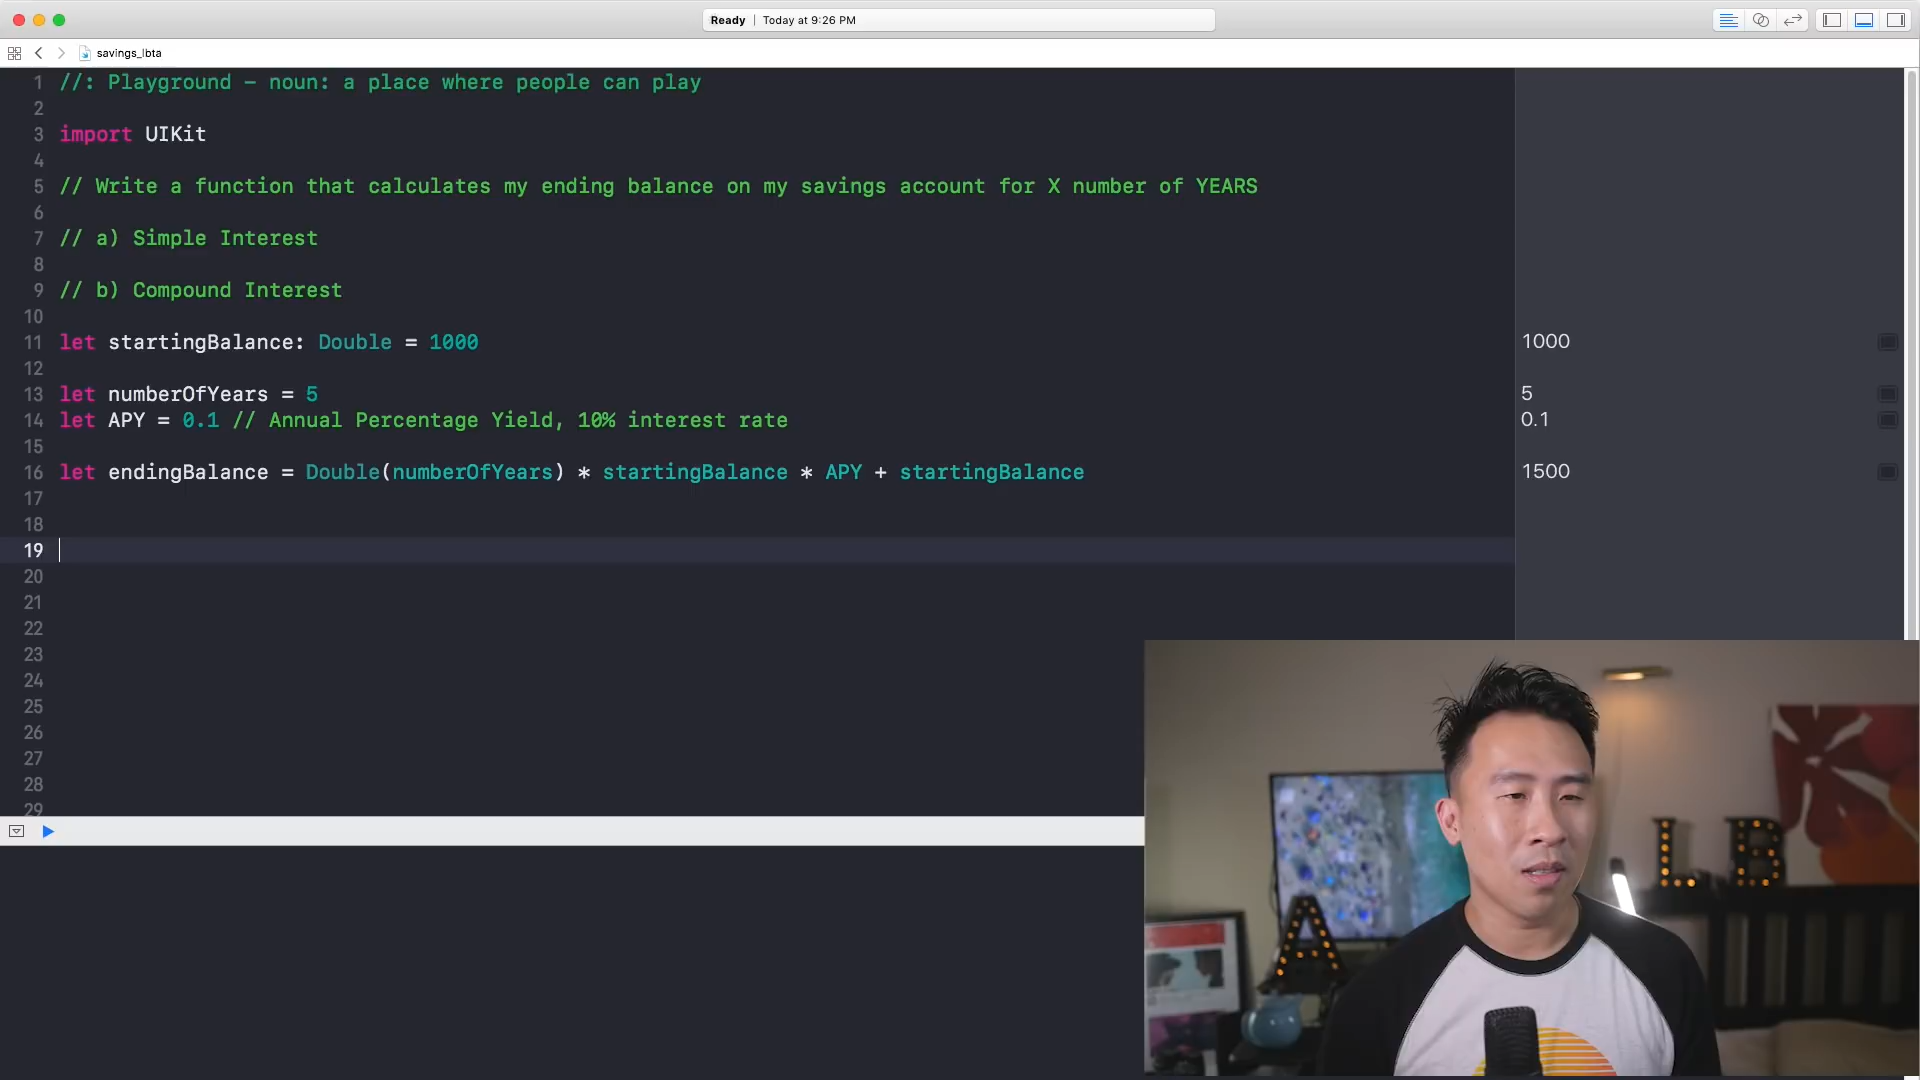 Ready | Today at 9:26 PM
savings_lbta
1 //: Playground – noun: a place where people can play
2
3 import UIKit
4
5 // Write a function that calculates my ending balance on my savings account for X number of YEARS
6
7 // a) Simple Interest
8
9 // b) Compound Interest
10
11 let startingBalance: Double = 1000 1000
12
13 let numberOfYears = 5 5
14 let APY = 0.1 // Annual Percentage Yield, 10% interest rate 0.1
15
16 let endingBalance = Double(numberOfYears) * startingBalance * APY + startingBalance 1500
17
18
19
20
21
22
23
24
25
26
27
28
29
L B
A